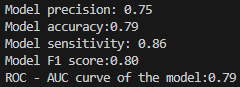 Model precision: 0.75
Model accuracy:0.79
Model sensitivity: 0.86
Model F1 score:0.80
ROC - AUC curve of the model:0.79